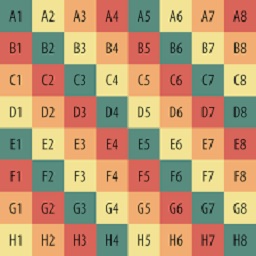 A1 A2 A3 A4 A5 A6 A7 A8
B1 B2 B3 B4 B5 B6 B7 B8
C1 C2 C3 C4 C5 C6 C7 C8
D1 D2 D3 D4 D5 D6 D7 D8
E1 E2 E3 E4 E5 E6 E7 E8
F1 F2 F3 F4 F5 F6 F7 F8
G1 G2 G3 G4 G5 G6 G7 G8
H1 H2 H3 H4 H5 H6 H7 H8